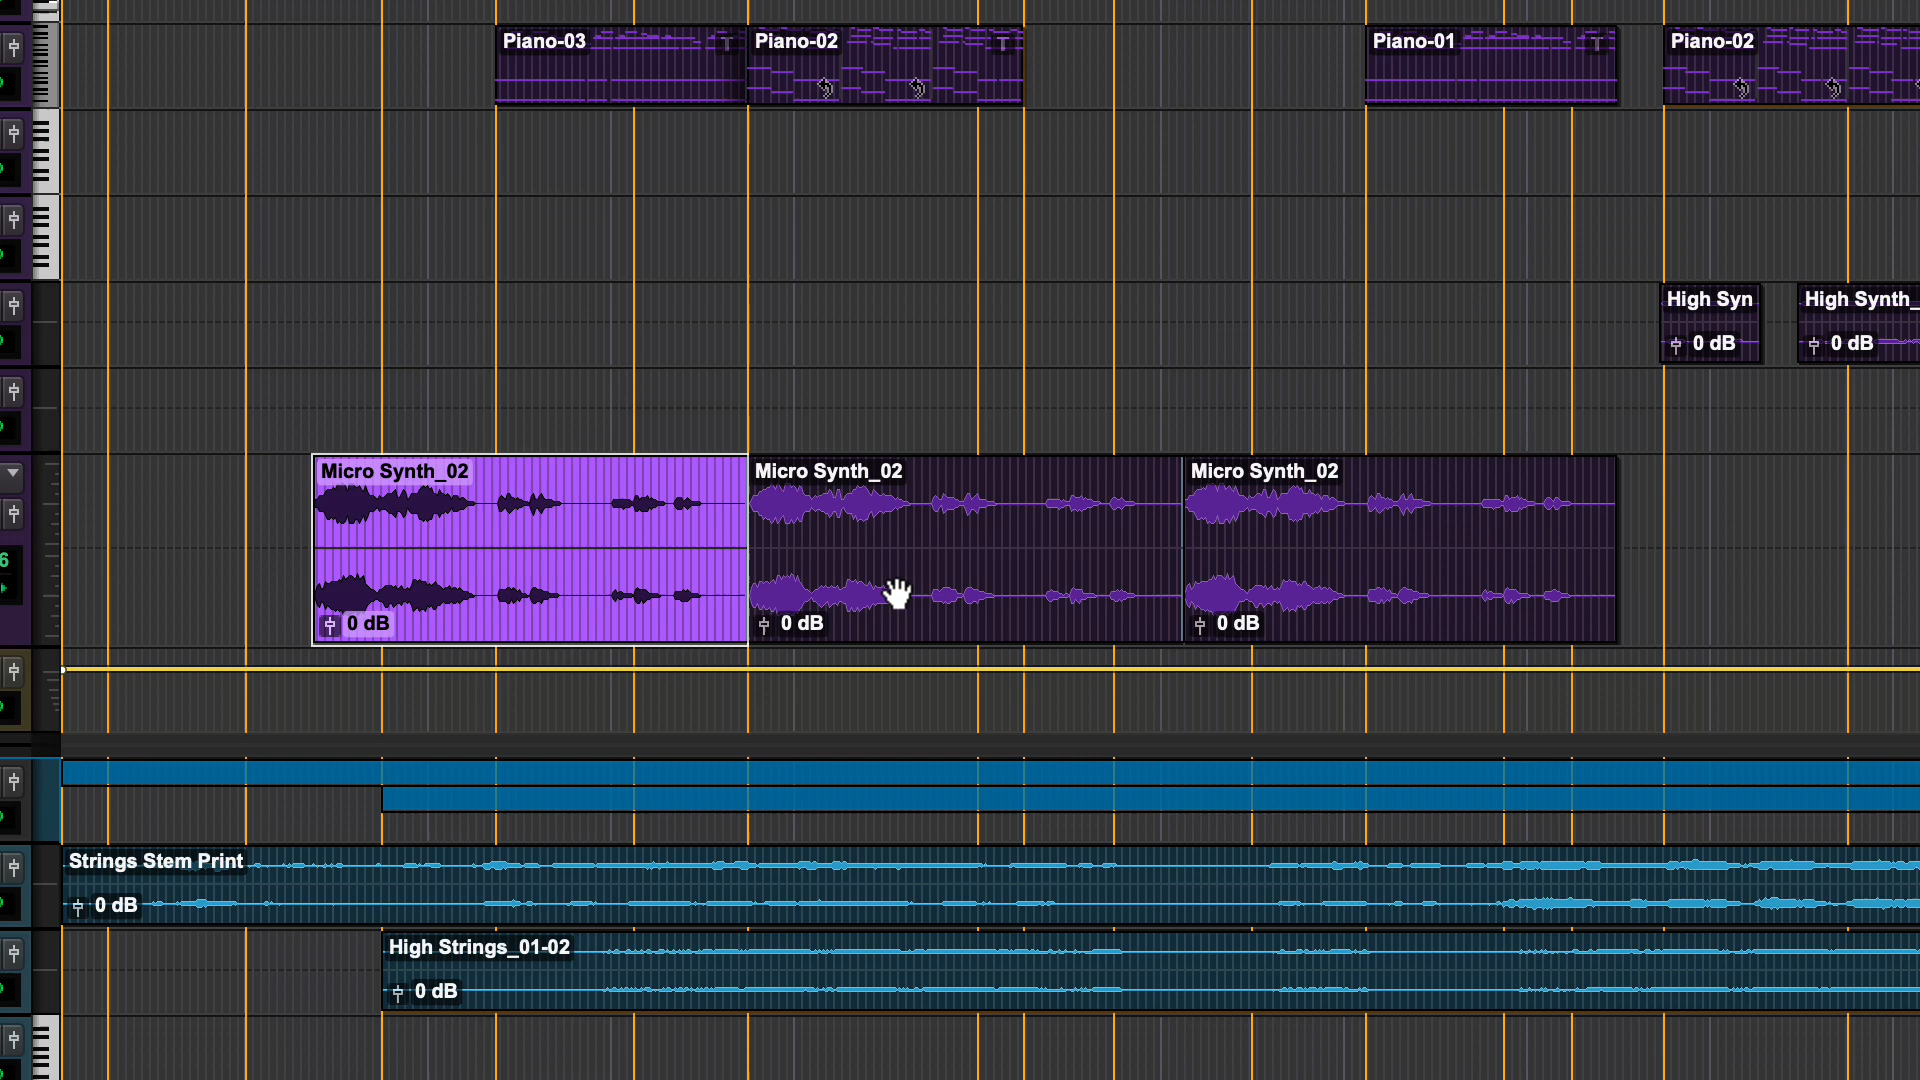 Piano-03 T
Piano-02 T
Piano-01 T
Piano-02
High Syn
0 dB
High Synth_
0 dB
Micro Synth_02
0 dB
Micro Synth_02
0 dB
Micro Synth_02
0 dB
6
Strings Stem Print
0 dB
High Strings_01-02
0 dB